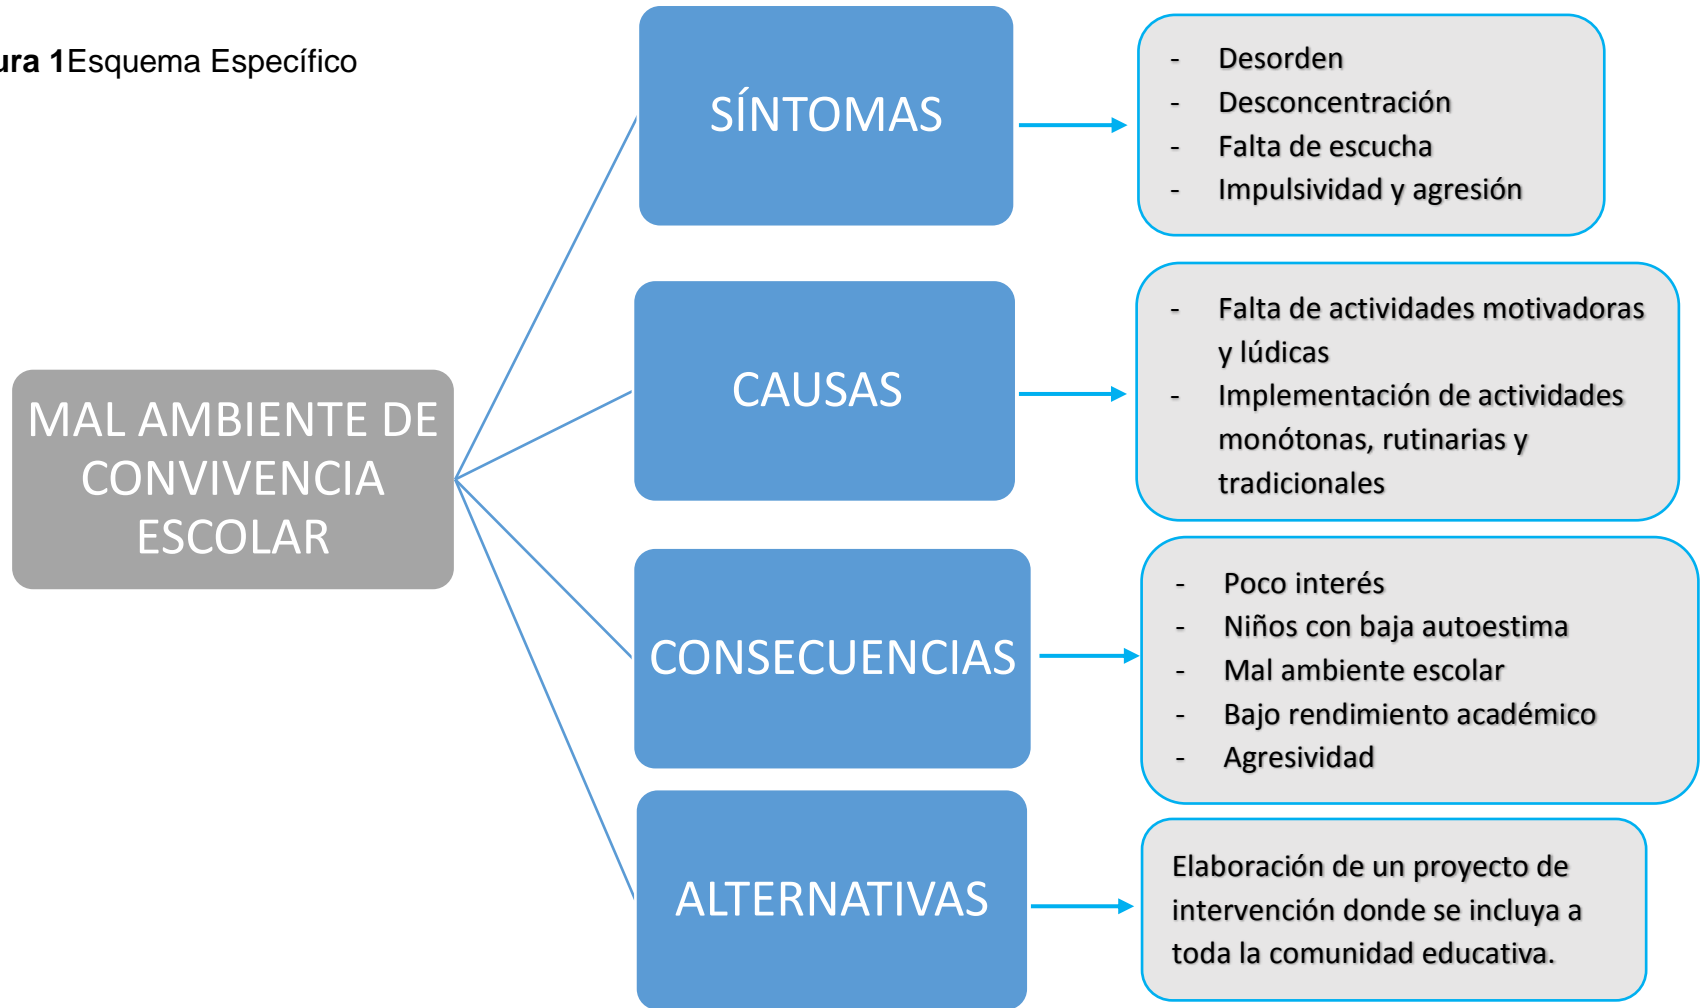 ura 1Esquema Específico
MAL AMBIENTE DE
CONVIVENCIA
ESCOLAR
SÍNTOMAS
- Desorden
- Desconcentración
- Falta de escucha
- Impulsividad y agresión
CAUSAS
- Falta de actividades motivadoras
y lúdicas
- Implementación de actividades
monótonas, rutinarias y
tradicionales
CONSECUENCIAS
- Poco interés
- Niños con baja autoestima
- Mal ambiente escolar
- Bajo rendimiento académico
- Agresividad
ALTERNATIVAS
Elaboración de un proyecto de
intervención donde se incluya a
toda la comunidad educativa.